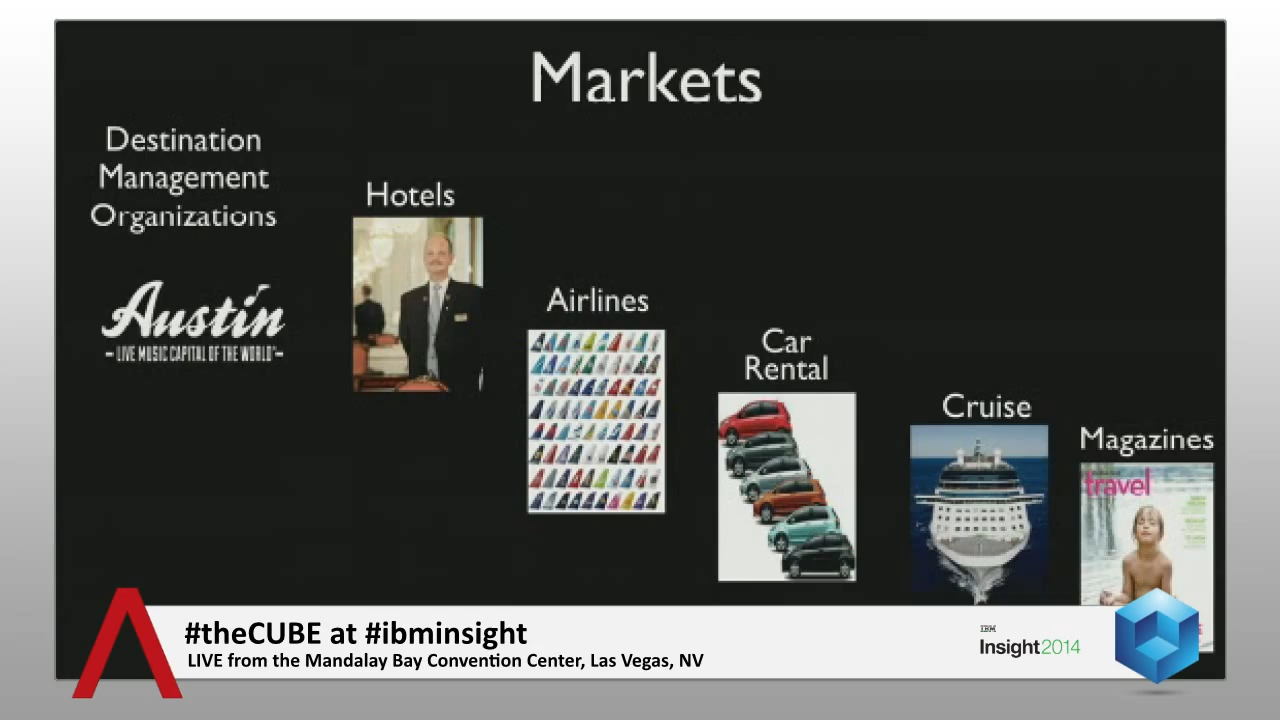 Markets
Destination
Management
Organizations
Austin
LIVE MUSIC CAPITAL OF THE WORLD
Hotels
Airlines
Car
Rental
Cruise
Magazines
travel
#theCUBE at #ibminsight
LIVE from the Mandalay Bay Convention Center, Las Vegas, NV
IBM
Insight2014